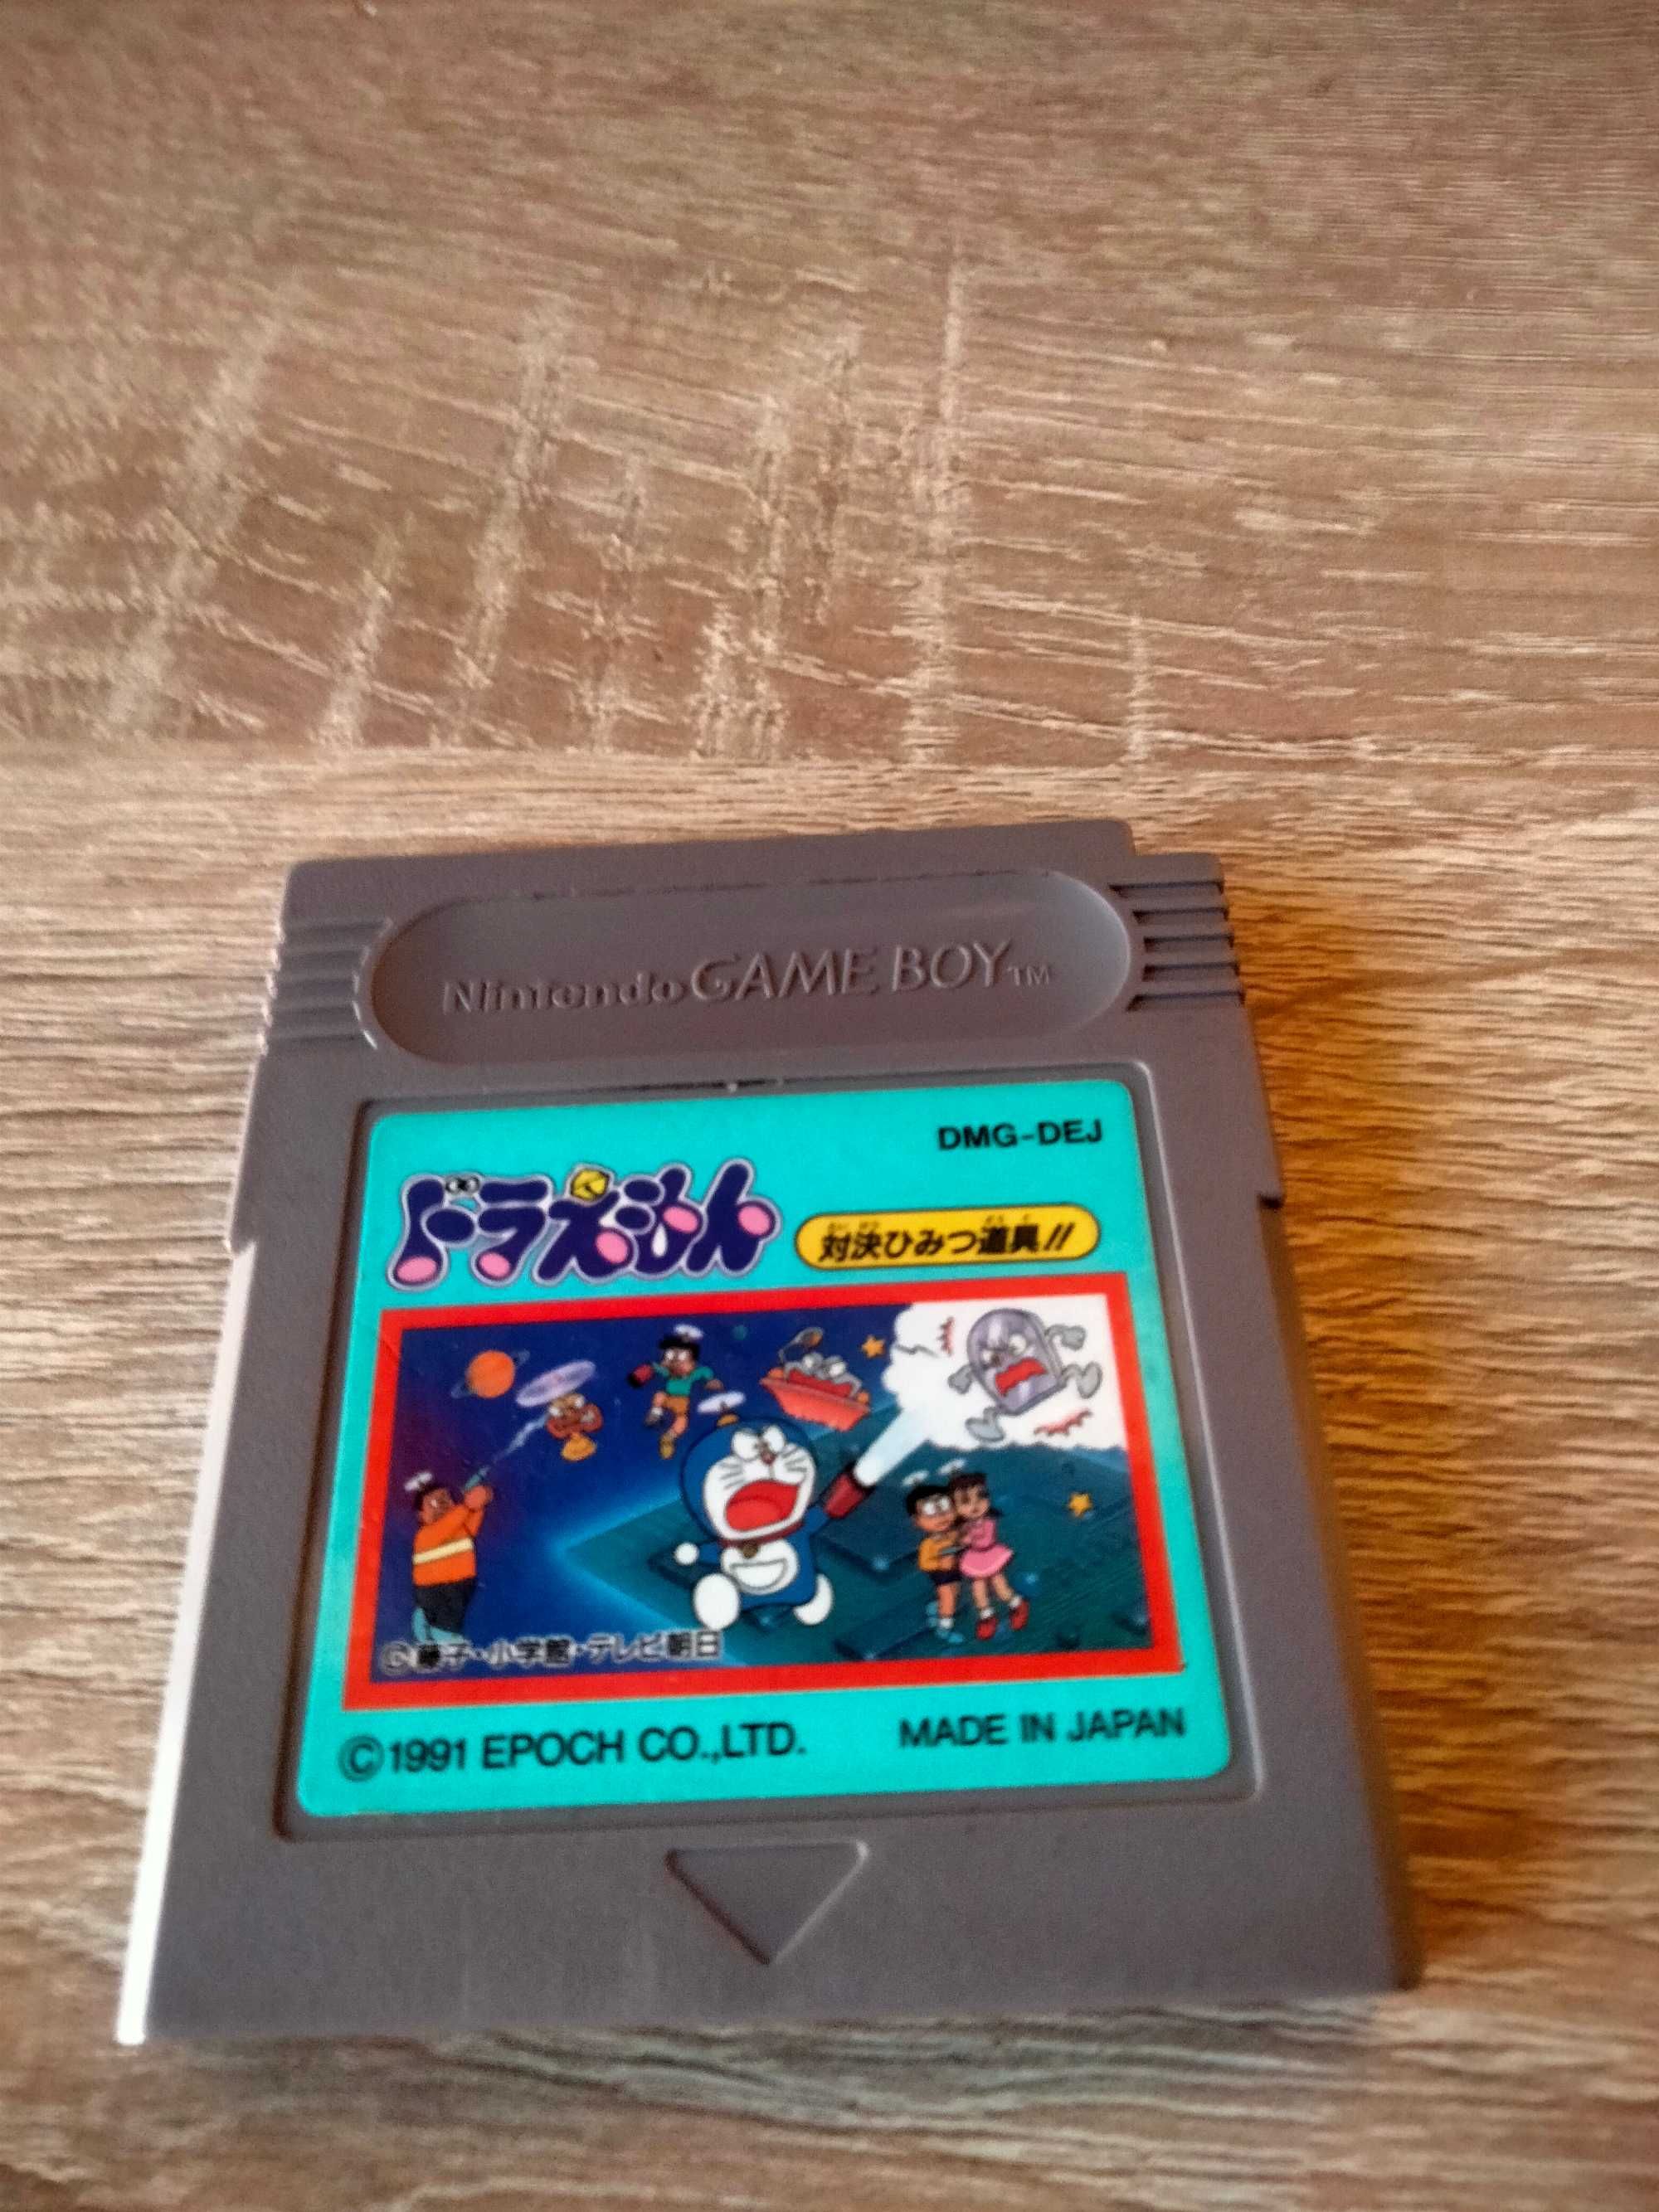 Nintendo GAME BOY TM
DMG-DEJ
ドラえもん
対決ひみつ道具!!
©藤子・小学館・テレビ朝日
©1991 EPOCH CO.,LTD.
MADE IN JAPAN